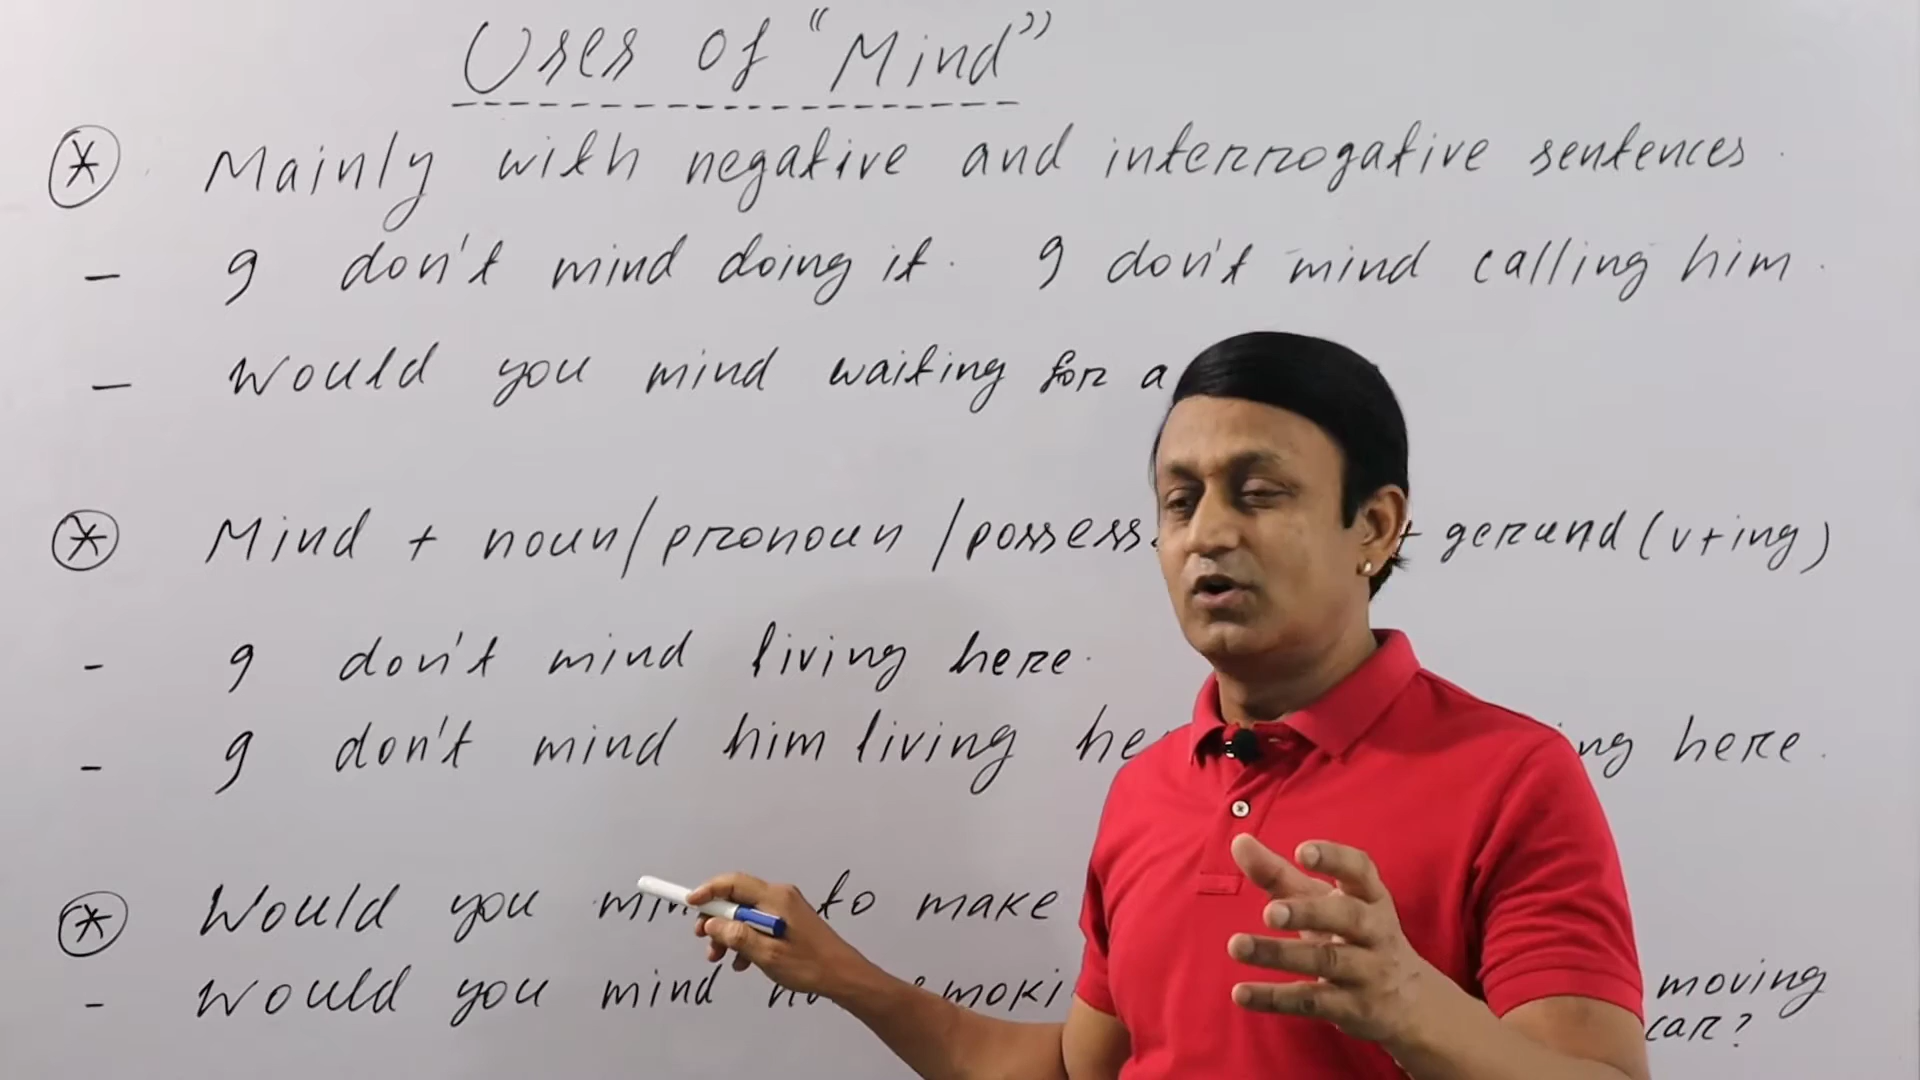 Uses of "Mind"
* Mainly with negative and interrogative sentences.
- I don't mind doing it. I don't mind calling him.
- Would you mind waiting for a
* Mind + noun/pronoun/possess + gerund (v+ing)
- I don't mind living here.
- I don't mind him living here.
* Would you to make
- Would you mind moving
car?